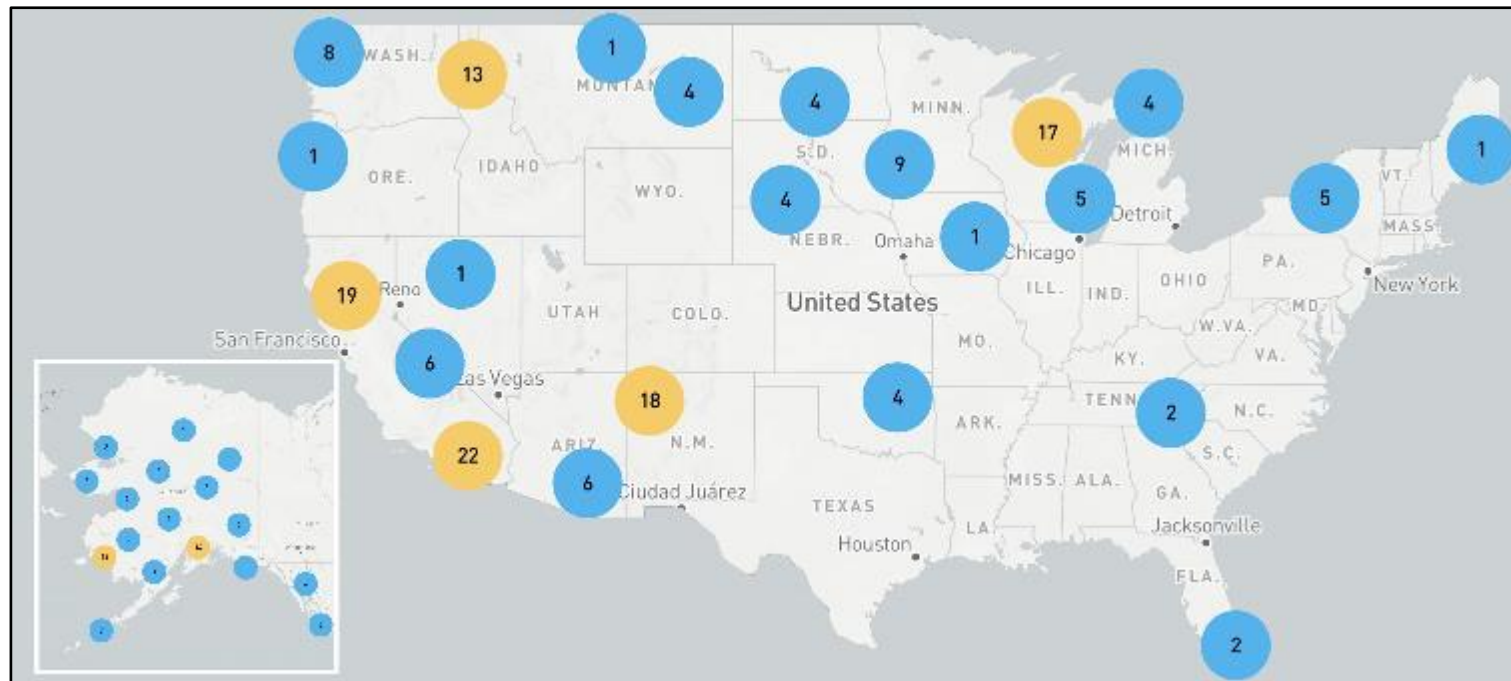 8
WASH.
13
1
MONTAN
4
4
MINN.
17
4
MICH.
1
1
ORE.
IDAHO
WYO.
S.D.
9
4
NEBR.
Omaha
1
5
Chicago
Detroit
5
VT.
MASS.
New York
19
Reno
1
UTAH
COLO.
United States
ILL.
IND.
OHIO
PA.
MD.
W.VA.
VA.
KY.
MO.
San Francisco
6
Las Vegas
18
4
ARK.
TENN
2
N.C.
S.C.
22
ARIZ
N.M.
6
Ciudad Juárez
TEXAS
Houston
LA
MISS.
ALA.
GA.
Jacksonville
FLA.
2